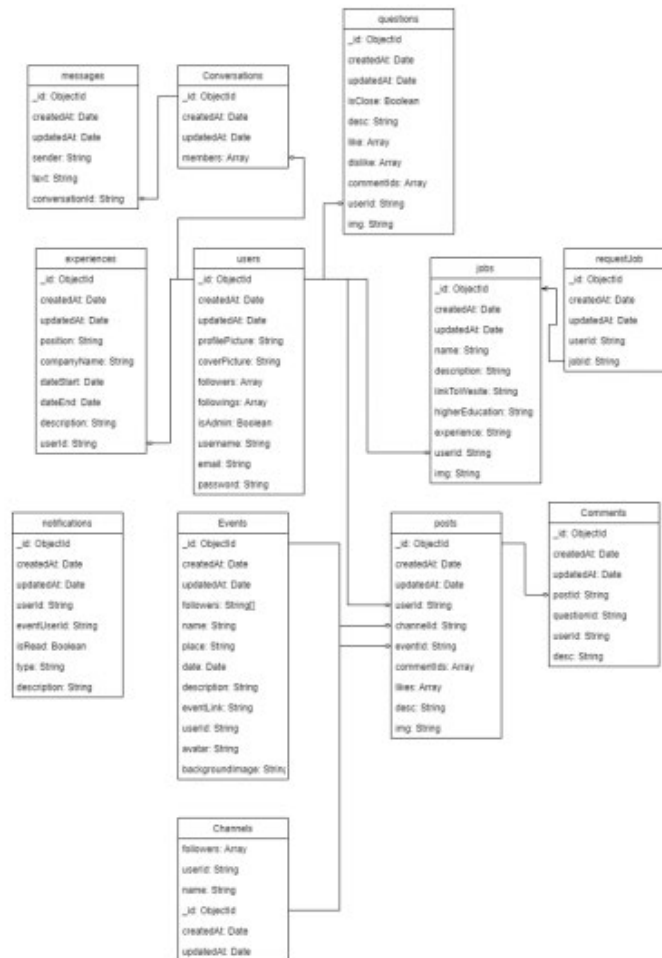 questions
_id: ObjectId
createdAt: Date
updatedAt: Date
isClose: Boolean
desc: String
like: Array
dislike: Array
commentIds: Array
userId: String
img: String
messages
_id: ObjectId
createdAt: Date
updatedAt: Date
sender: String
text: String
conversationId: String
Conversations
_id: ObjectId
createdAt: Date
updatedAt: Date
members: Array
experiences
_id: ObjectId
createdAt: Date
updatedAt: Date
position: String
companyName: String
dateStart: Date
dateEnd: Date
description: String
userId: String
users
_id: ObjectId
createdAt: Date
updatedAt: Date
profilePicture: String
coverPicture: String
followers: Array
followings: Array
isAdmin: Boolean
username: String
email: String
password: String
jobs
_id: ObjectId
createdAt: Date
updatedAt: Date
name: String
description: String
linkToWesite: String
higherEducation: String
experience: String
userId: String
img: String
requestJob
_id: ObjectId
createdAt: Date
updatedAt: Date
userId: String
jobId: String
notifications
_id: ObjectId
createdAt: Date
updatedAt: Date
userId: String
eventUserId: String
isRead: Boolean
type: String
description: String
Events
_id: ObjectId
createdAt: Date
updatedAt: Date
followers: String[]
name: String
place: String
date: Date
description: String
eventLink: String
userId: String
avatar: String
backgroundImage: String
posts
_id: ObjectId
createdAt: Date
updatedAt: Date
userId: String
channelId: String
eventId: String
commentIds: Array
likes: Array
desc: String
img: String
Comments
_id: ObjectId
createdAt: Date
updatedAt: Date
postId: String
questionId: String
userId: String
desc: String
Channels
followers: Array
userId: String
name: String
_id: ObjectId
createdAt: Date
updatedAt: Date